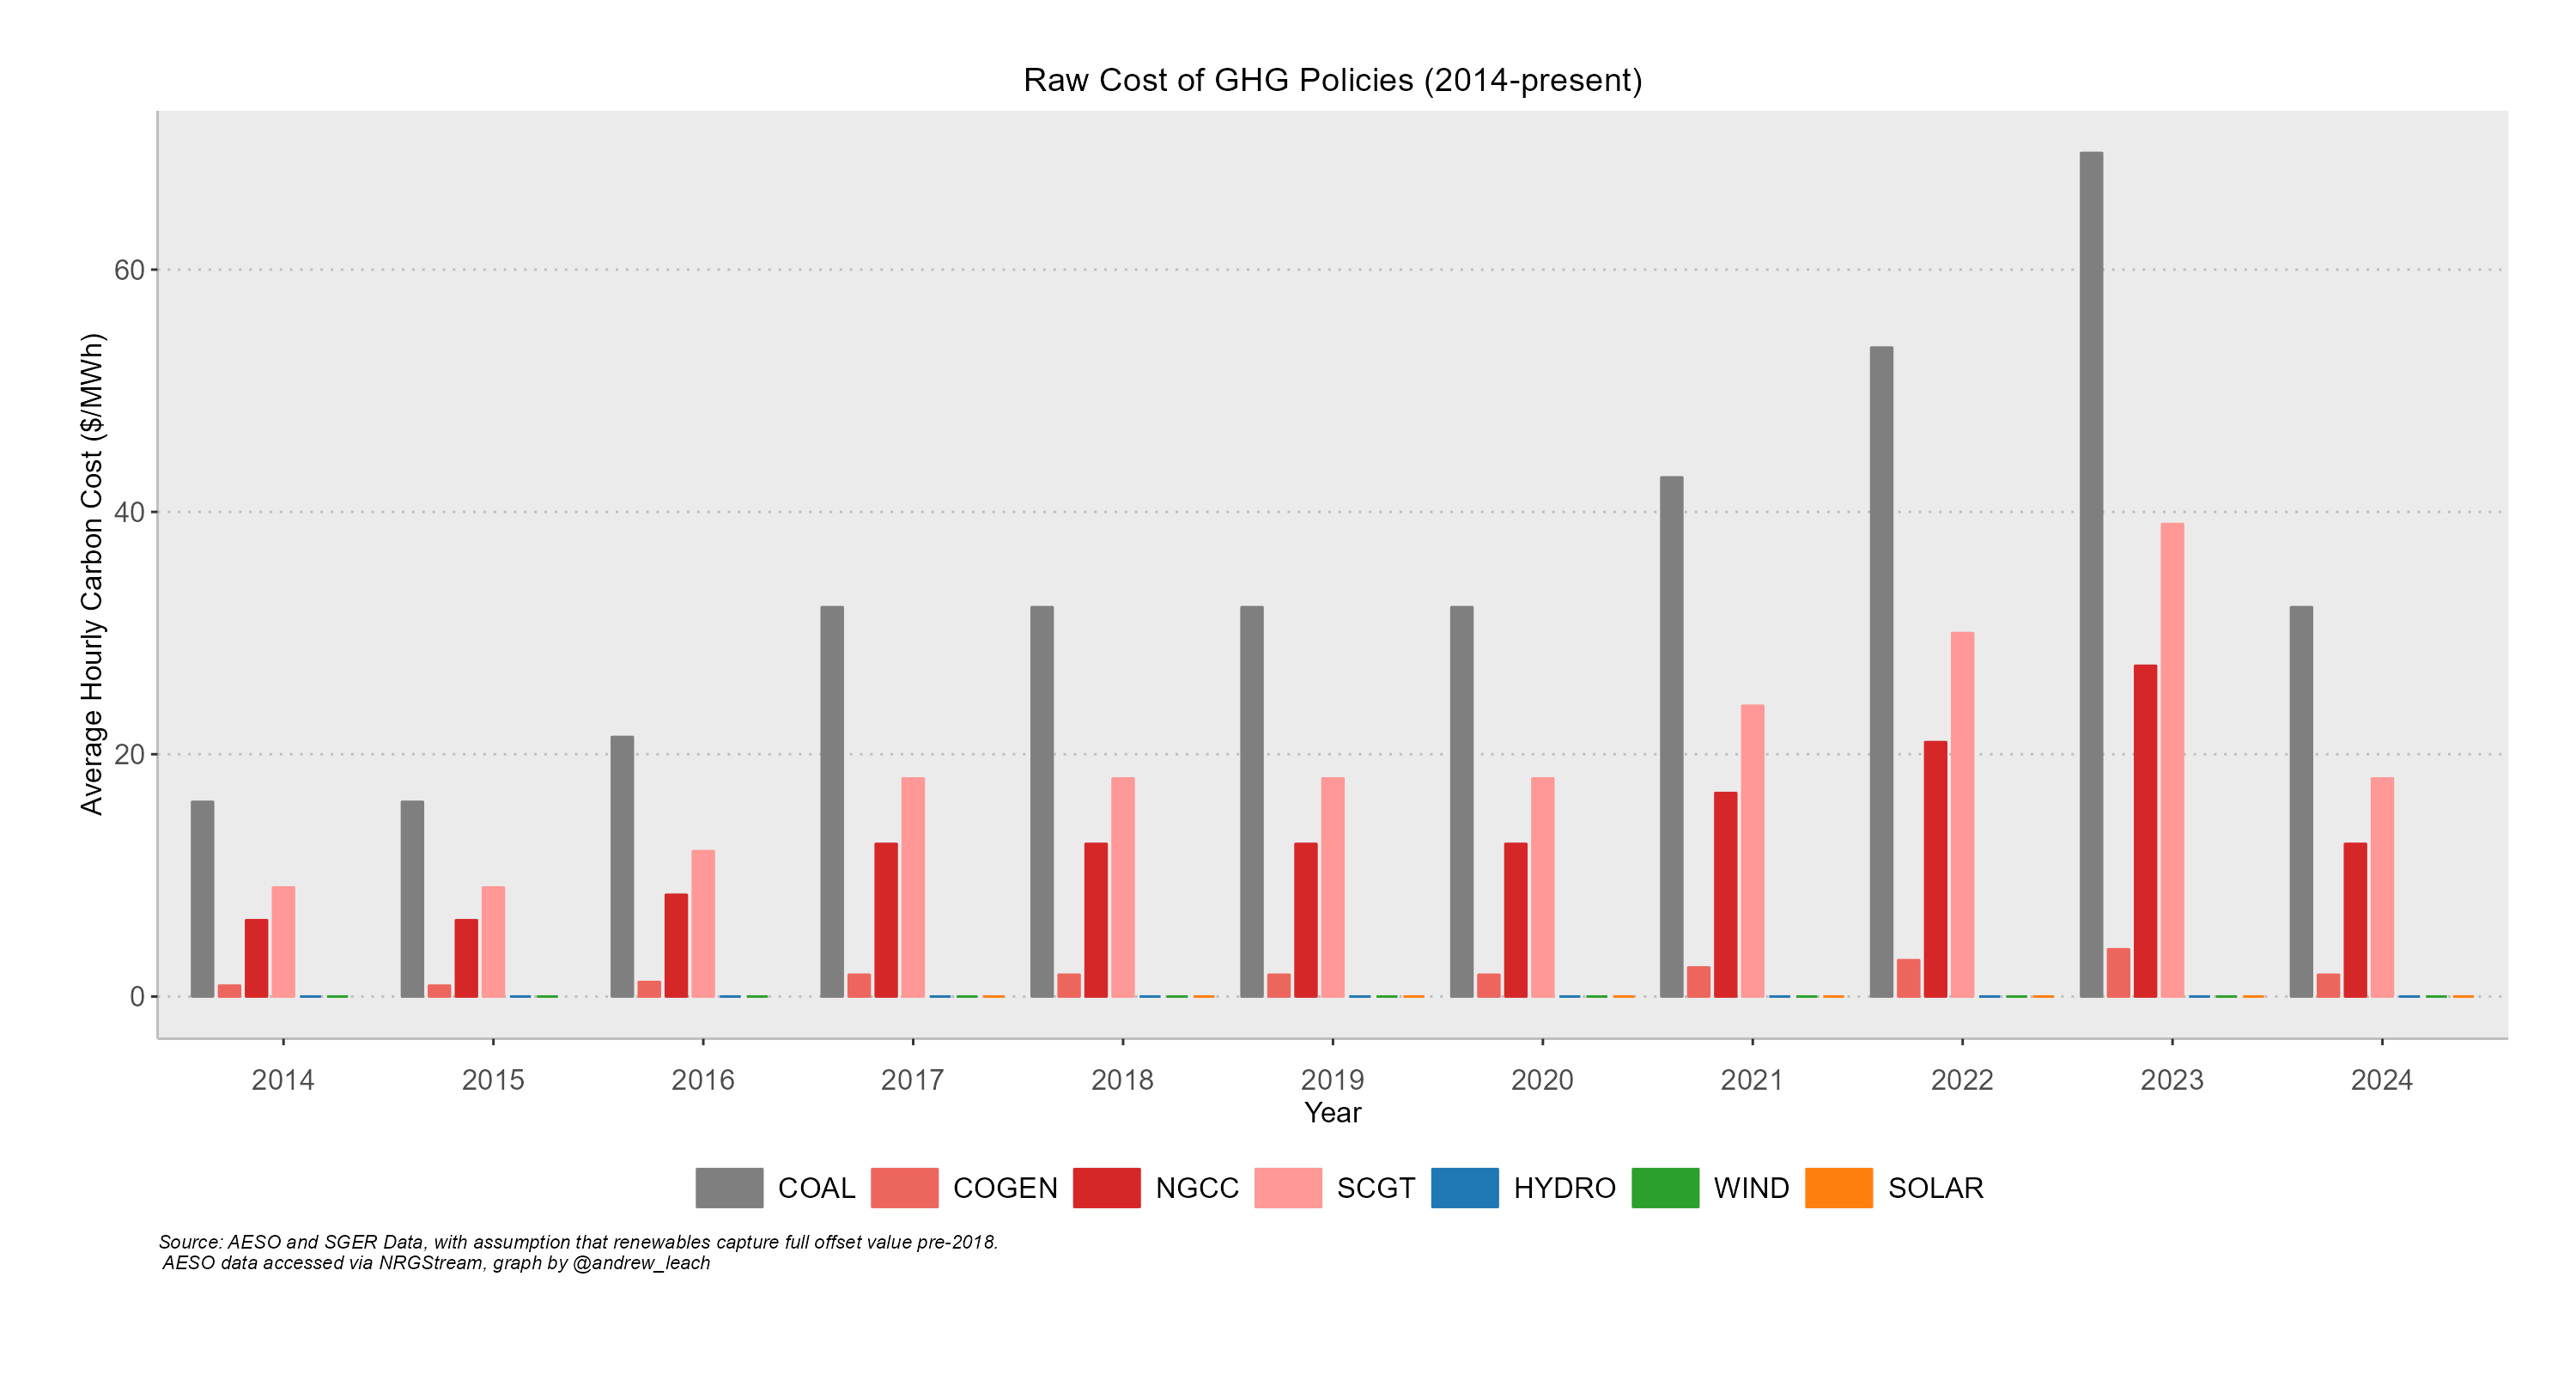 Raw Cost of GHG Policies (2014-present)
Average Hourly Carbon Cost ($/MWh)
60
40
20
0
2014 2015 2016 2017 2018 2019 2020 2021 2022 2023 2024
Year
COAL COGEN NGCC SCGT HYDRO WIND SOLAR
Source: AESO and SGER Data, with assumption that renewables capture full offset value pre-2018.
AESO data accessed via NRGStream, graph by @andrew_leach